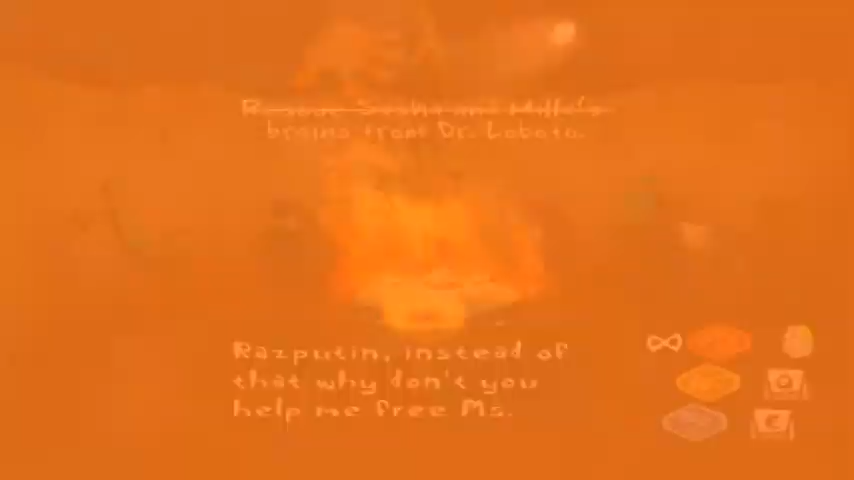 Rescue Sasha and Milla's
brains from Dr. Loboto.
Razputin, instead of
that why don't you
help me free Ms.
Q
E